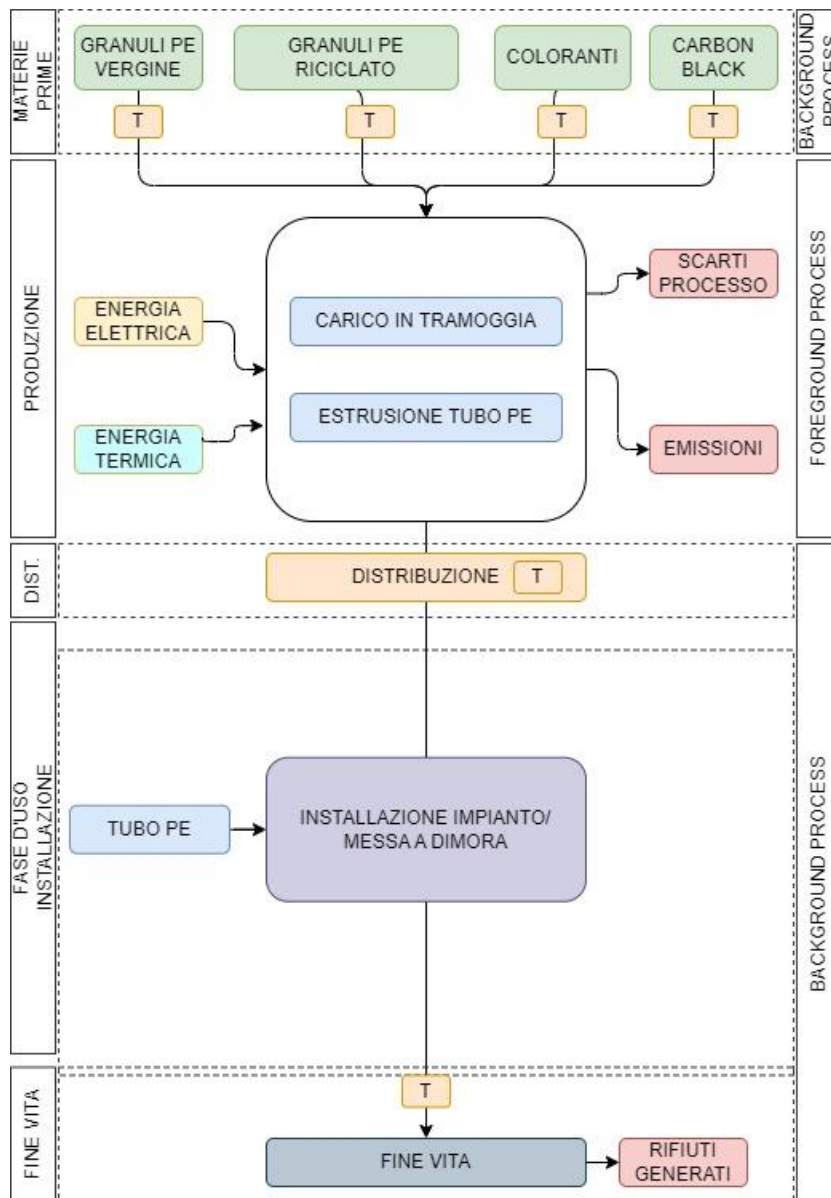 MATERIE
PRIME
GRANULI PE
VERGINE
GRANULI PE
RICICLATO
COLORANTI
CARBON
BLACK
T
T
T
T
BACKGROUND
PROCESS
PRODUZIONE
ENERGIA
ELETTRICA
ENERGIA
TERMICA
CARICO IN TRAMOGGIA
ESTRUSIONE TUBO PE
SCARTI
PROCESSO
EMISSIONI
FOREGROUND PROCESS
DIST.
DISTRIBUZIONE
T
FASE D'USO
INSTALLAZIONE
TUBO PE
INSTALLAZIONE IMPIANTO/
MESSA A DIMORA
BACKGROUND PROCESS
FINE VITA
T
FINE VITA
RIFIUTI
GENERATI